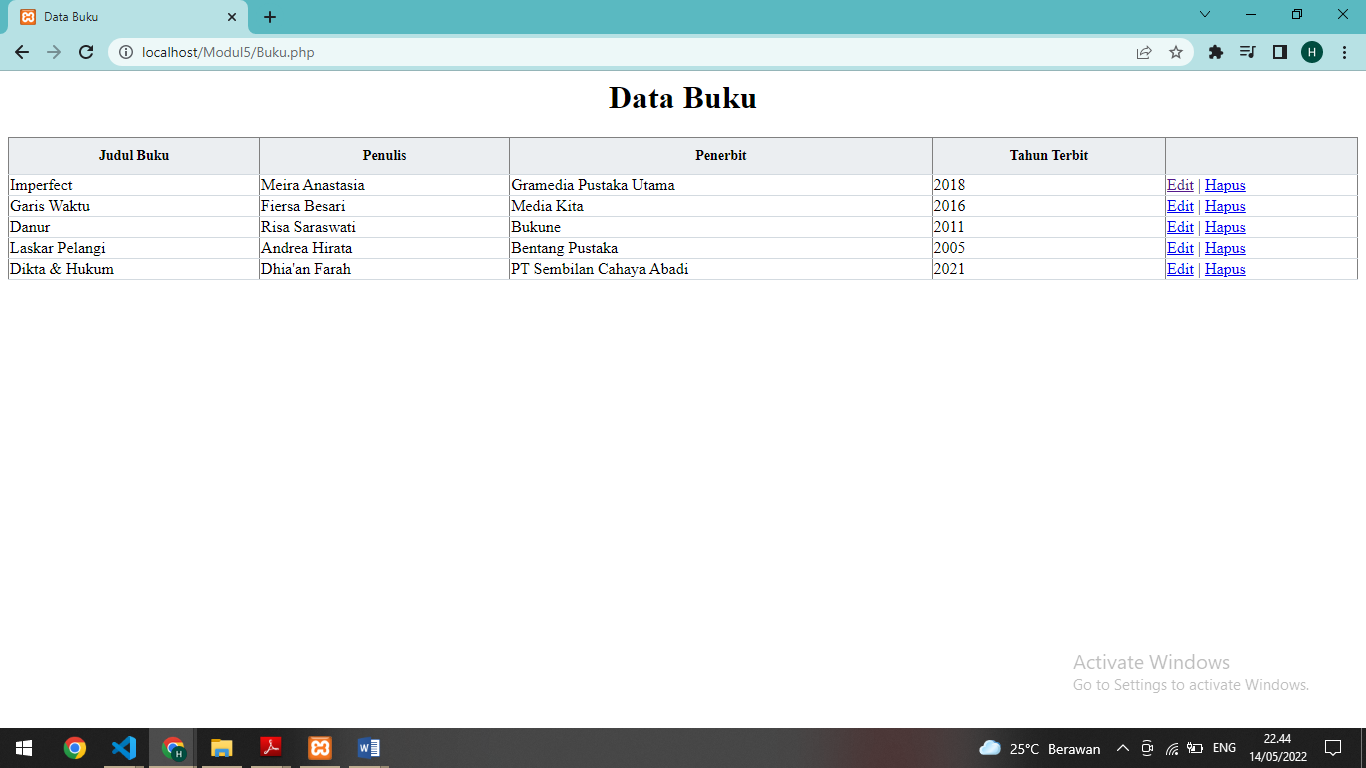 Data Buku
localhost/Modul5/Buku.php
H
Data Buku
Judul Buku Penulis Penerbit Tahun Terbit
Imperfect Meira Anastasia Gramedia Pustaka Utama 2018 Edit | Hapus
Garis Waktu Fiersa Besari Media Kita 2016 Edit | Hapus
Danur Risa Saraswati Bukune 2011 Edit | Hapus
Laskar Pelangi Andrea Hirata Bentang Pustaka 2005 Edit | Hapus
Dikta & Hukum Dhia'an Farah PT Sembilan Cahaya Abadi 2021 Edit | Hapus
Activate Windows
Go to Settings to activate Windows.
H
W
25°C Berawan ENG 22.44
14/05/2022